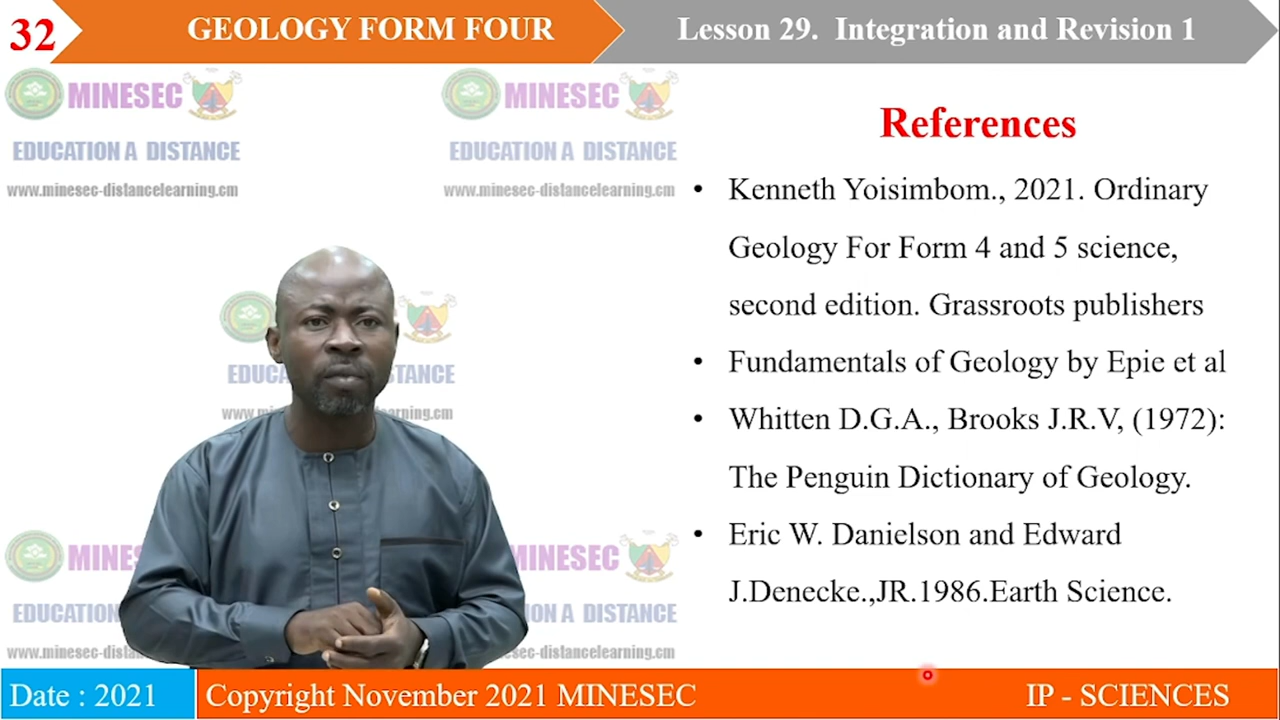 32
GEOLOGY FORM FOUR
Lesson 29. Integration and Revision 1
MINESEC
EDUCATION A DISTANCE
www.minesec-distancelearning.cm
MINESEC
EDUCATION A DISTANCE
www.minesec-distancelearning.cm
References
• Kenneth Yoisimbom., 2021. Ordinary
Geology For Form 4 and 5 science,
second edition. Grassroots publishers
• Fundamentals of Geology by Epie et al
• Whitten D.G.A., Brooks J.R.V, (1972):
The Penguin Dictionary of Geology.
• Eric W. Danielson and Edward
J.Denecke.,JR.1986.Earth Science.
Date : 2021
Copyright November 2021 MINESEC
IP - SCIENCES